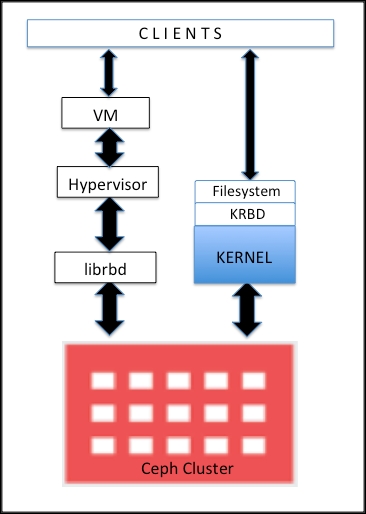 CLIENTS
VM
Hypervisor
librbd
Filesystem
KRBD
KERNEL
Ceph Cluster